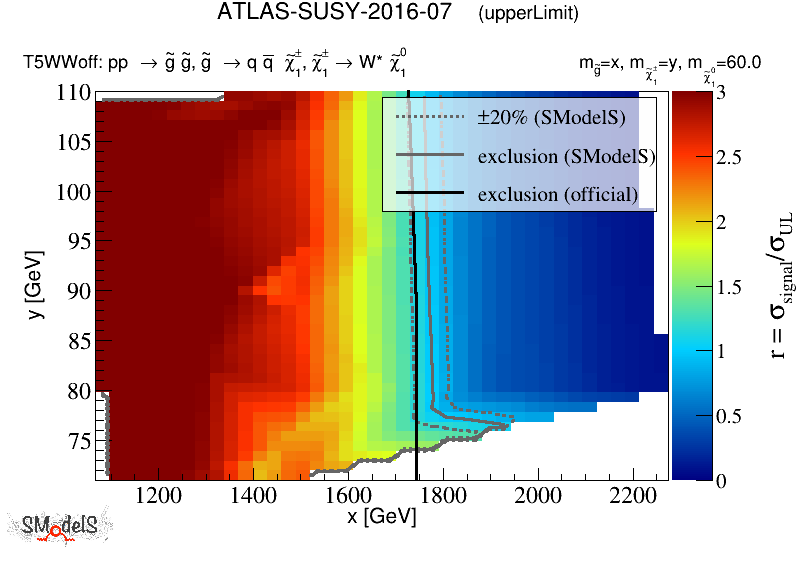 ATLAS-SUSY-2016-07 (upperLimit)
T5WWoff: pp → g̃ g̃, g̃ → q q̅ χ̃₁±, χ̃₁± → W* χ̃₁⁰ m_g̃=x, m_χ̃₁±=y, m_χ̃₁⁰=60.0
±20% (SModelS)
exclusion (SModelS)
exclusion (official)
110
105
100
95
90
85
80
75
y [GeV]
1200 1400 1600 1800 2000 2200
x [GeV]
3
2.5
2
1.5
1
0.5
0
r = σ_signal/σ_UL
SModelS